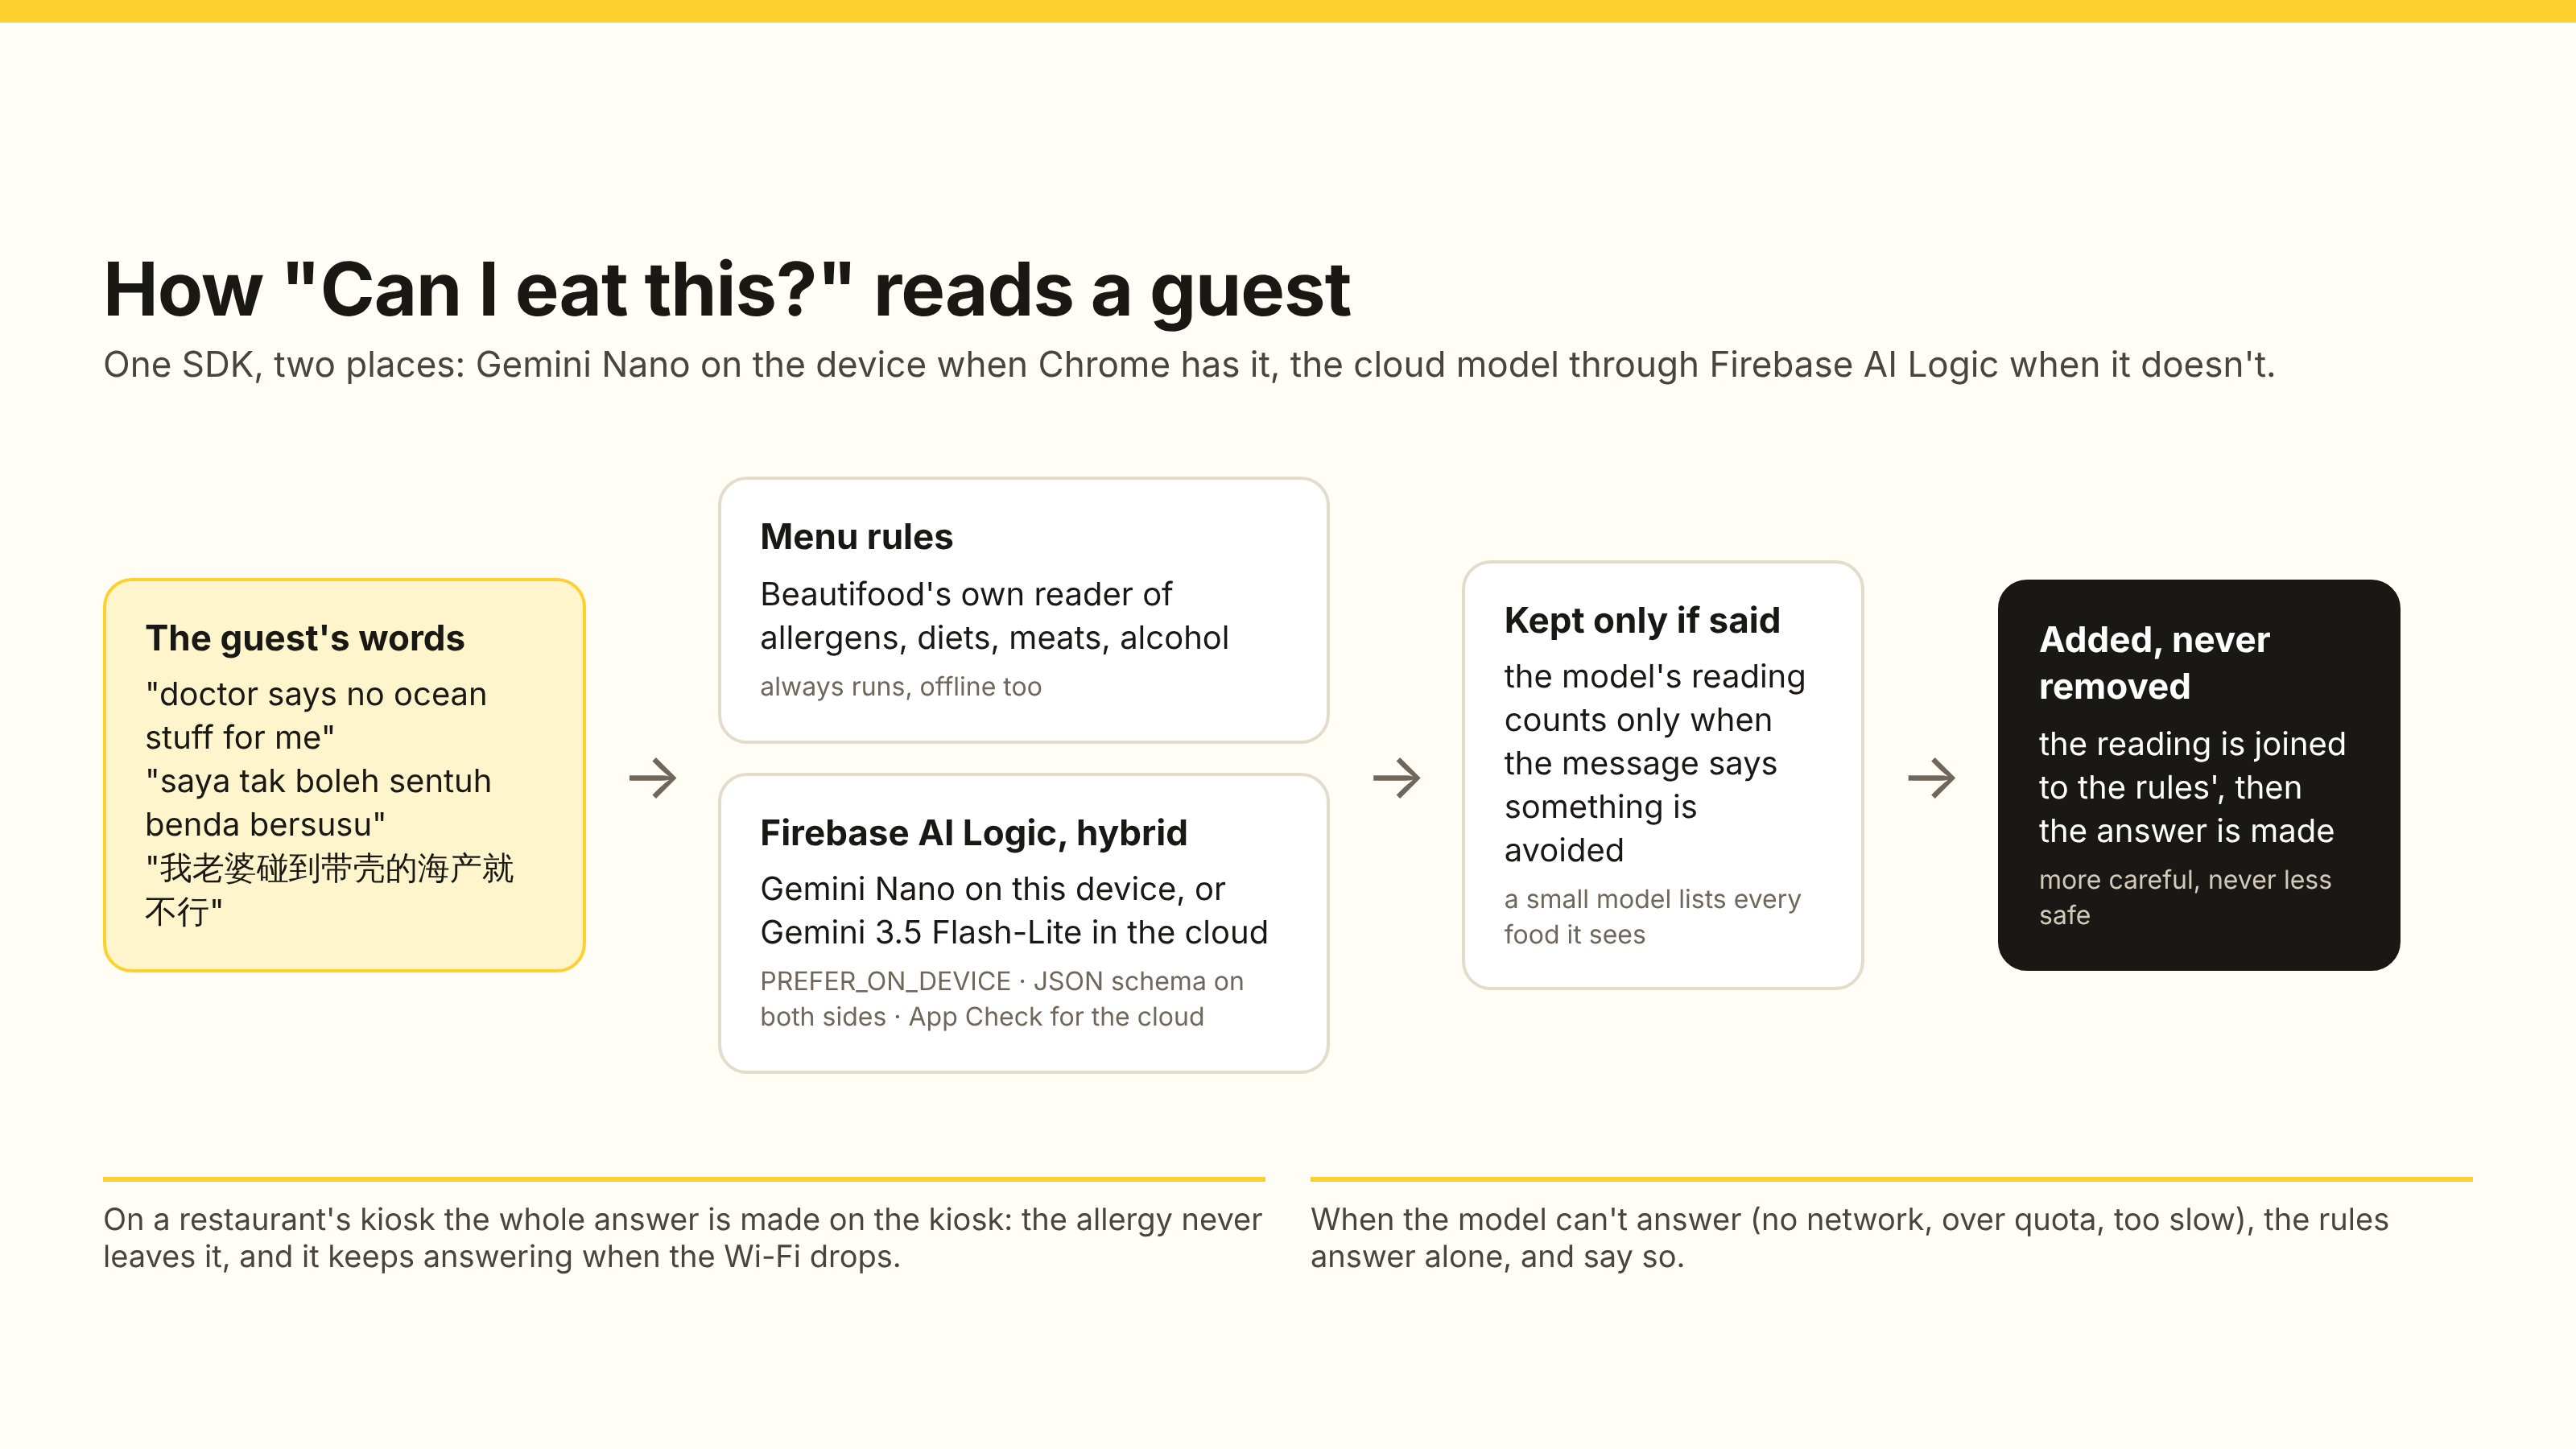 How "Can I eat this?" reads a guest
One SDK, two places: Gemini Nano on the device when Chrome has it, the cloud model through Firebase AI Logic when it doesn't.
The guest's words
"doctor says no ocean
stuff for me"
"saya tak boleh sentuh
benda bersusu"
"我老婆碰到带壳的海产就
不行"
→
Menu rules
Beautifood's own reader of
allergens, diets, meats, alcohol
always runs, offline too
Firebase AI Logic, hybrid
Gemini Nano on this device, or
Gemini 3.5 Flash-Lite in the cloud
PREFER_ON_DEVICE · JSON schema on
both sides · App Check for the cloud
→
Kept only if said
the model's reading
counts only when
the message says
something is
avoided
a small model lists every
food it sees
→
Added, never
removed
the reading is joined
to the rules', then
the answer is made
more careful, never less
safe
On a restaurant's kiosk the whole answer is made on the kiosk: the allergy never
leaves it, and it keeps answering when the Wi-Fi drops.
When the model can't answer (no network, over quota, too slow), the rules
answer alone, and say so.